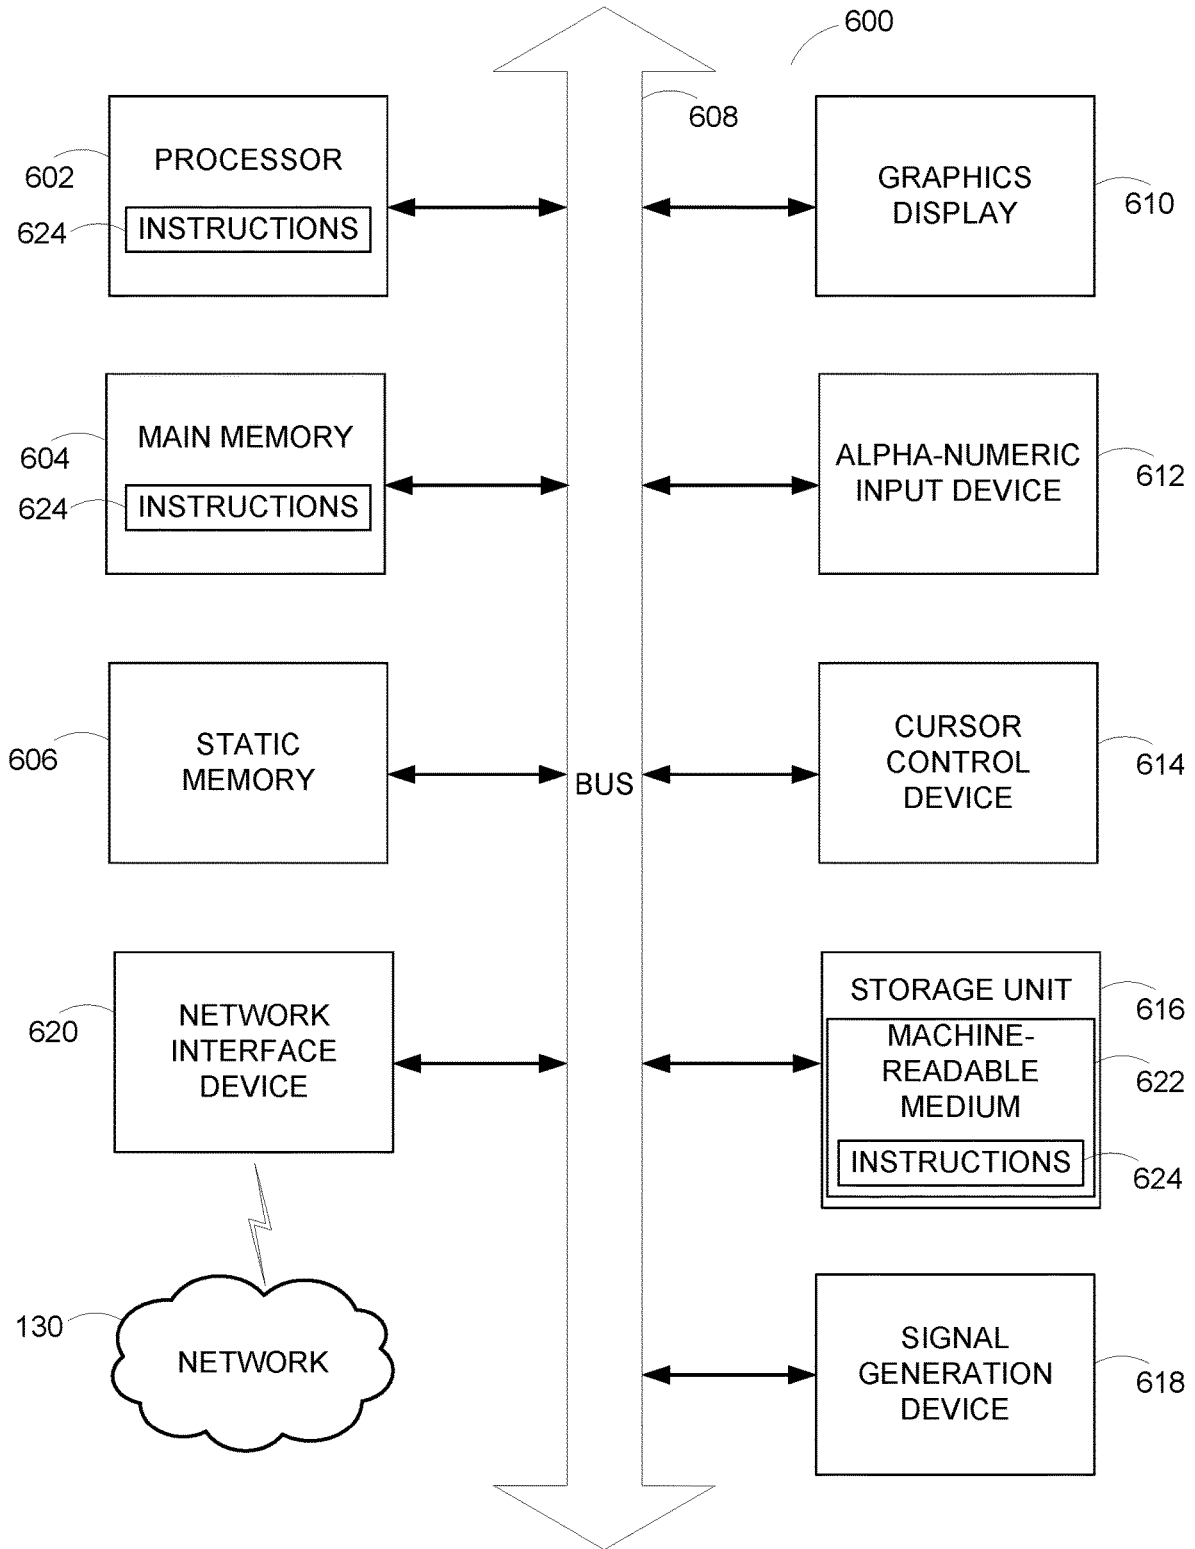 600
608
PROCESSOR
602
624
INSTRUCTIONS
GRAPHICS
DISPLAY
610
MAIN MEMORY
604
624
INSTRUCTIONS
ALPHA-NUMERIC
INPUT DEVICE
612
STATIC
MEMORY
606
BUS
CURSOR
CONTROL
DEVICE
614
NETWORK
INTERFACE
DEVICE
620
STORAGE UNIT
616
MACHINE-
READABLE
MEDIUM
622
INSTRUCTIONS
624
130
NETWORK
SIGNAL
GENERATION
DEVICE
618